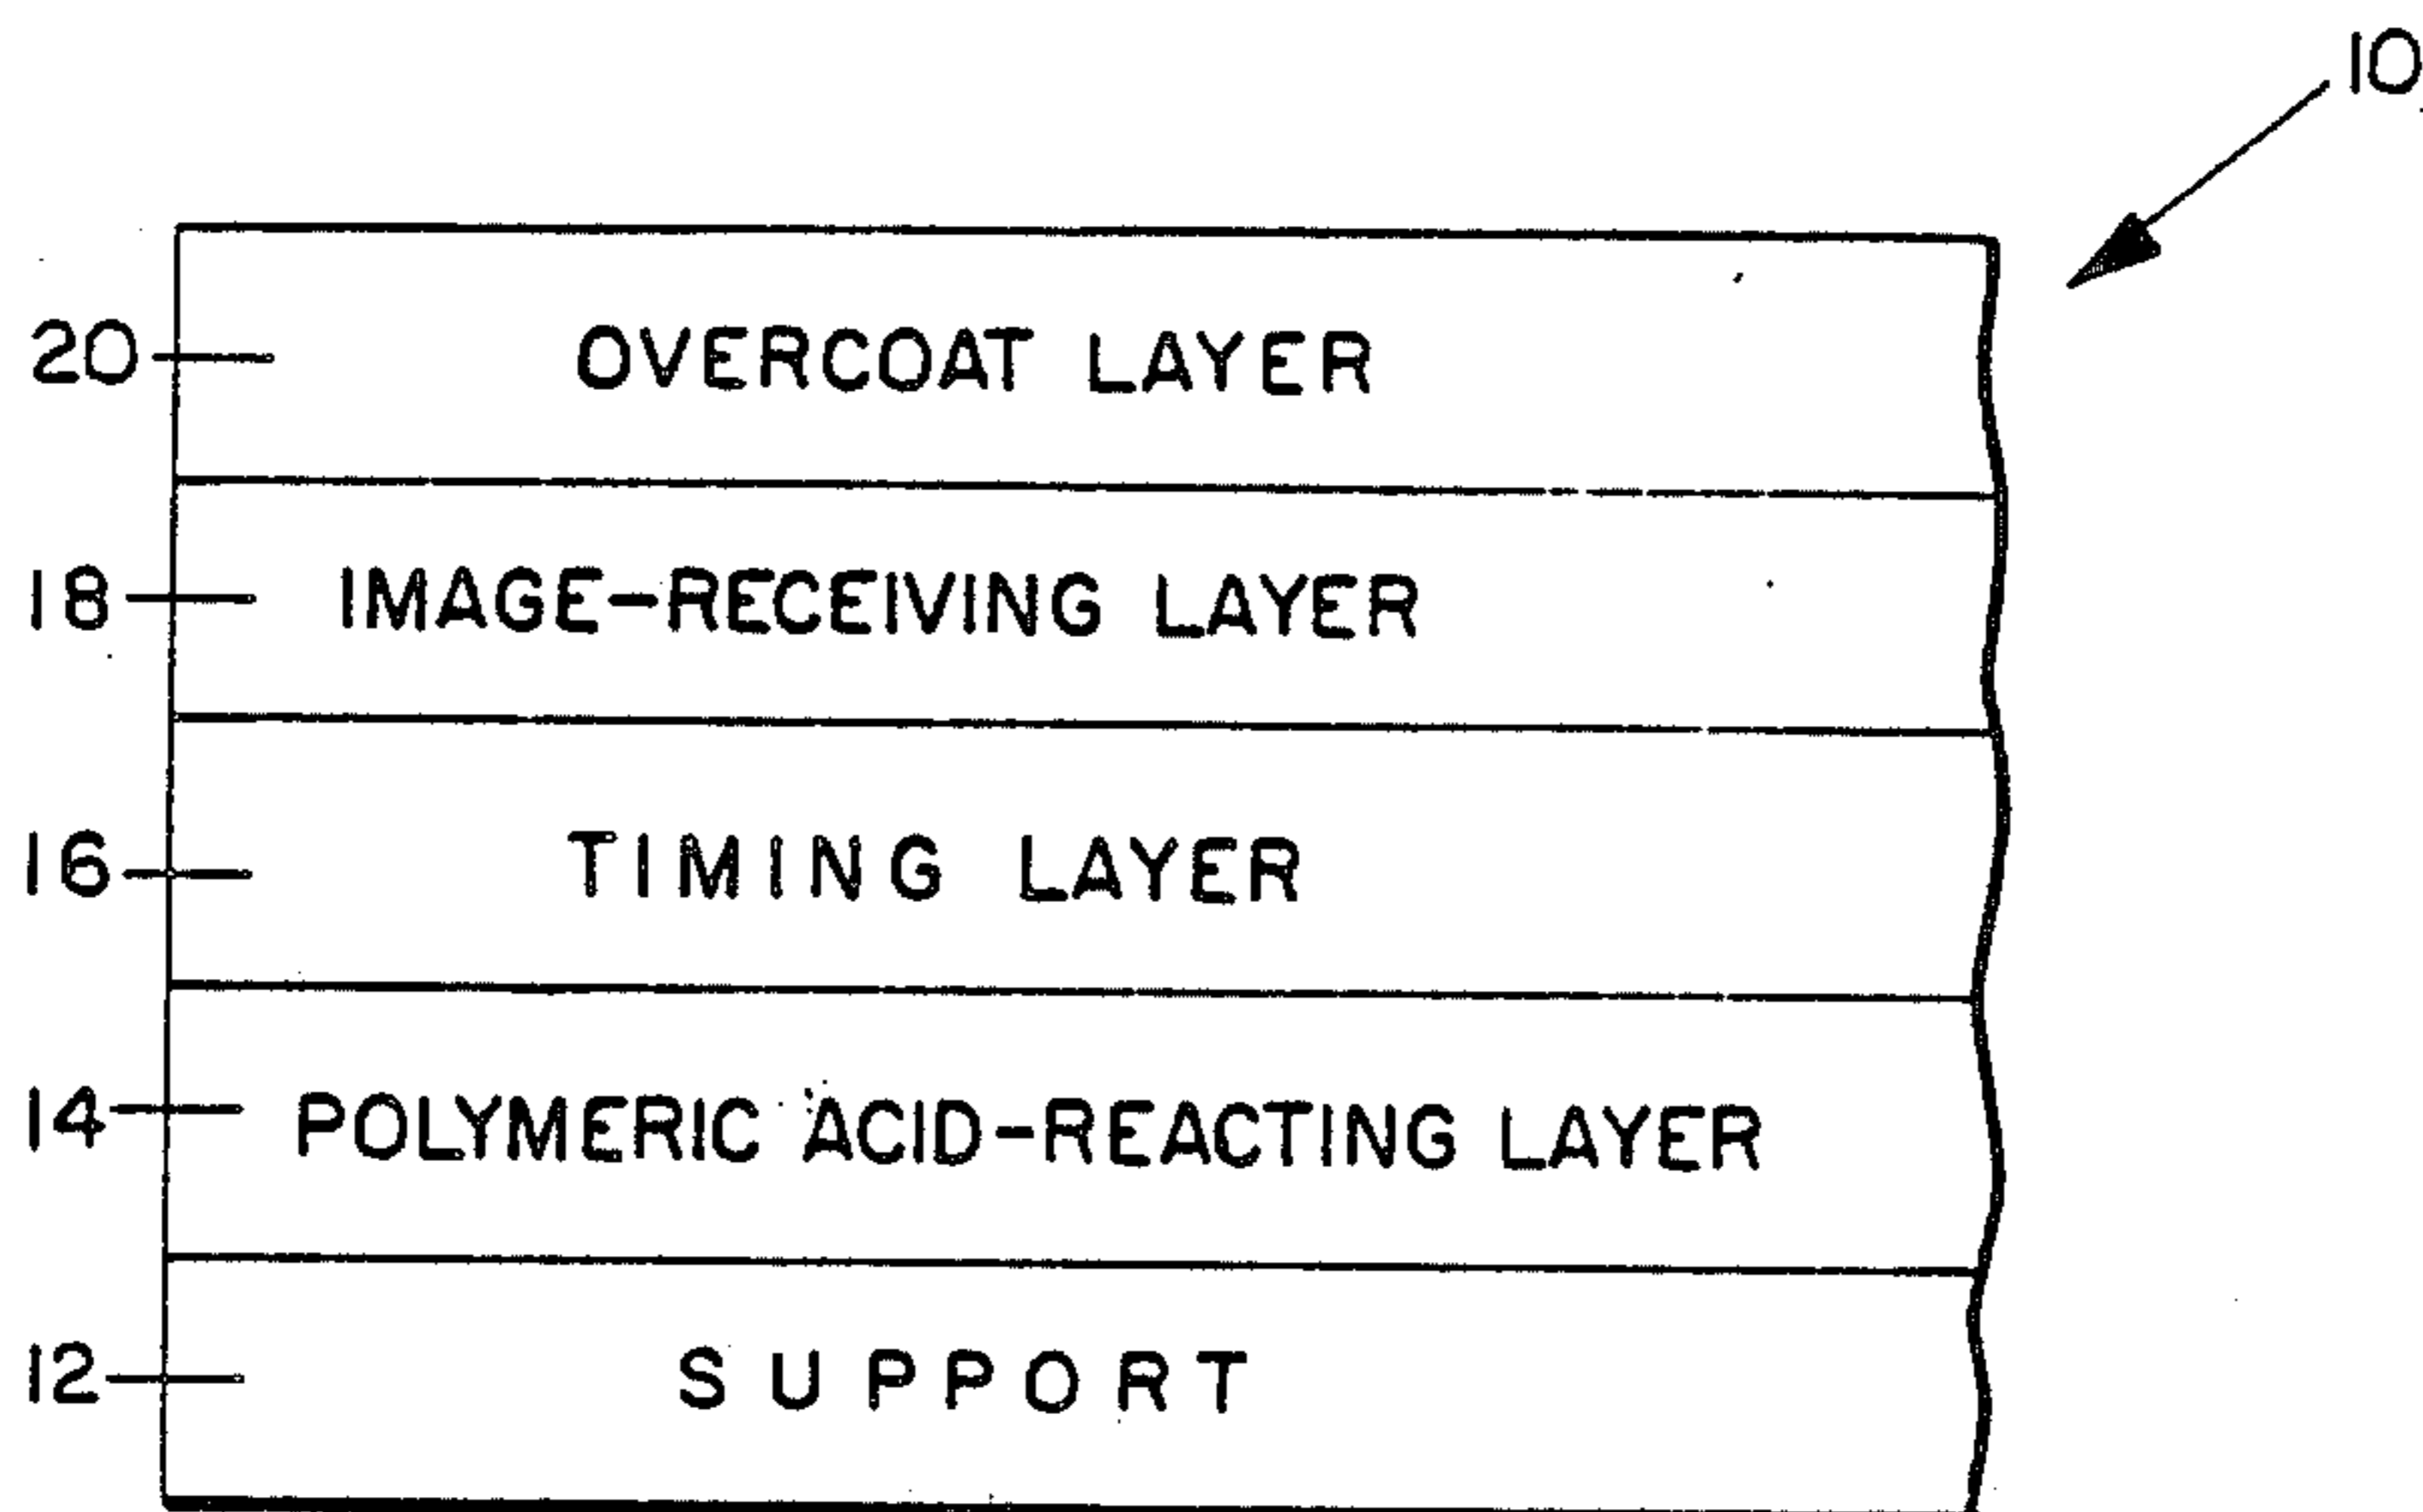 10
20 OVERCOAT LAYER
18 IMAGE-RECEIVING LAYER
16 TIMING LAYER
14 POLYMERIC ACID-REACTING LAYER
12 SUPPORT